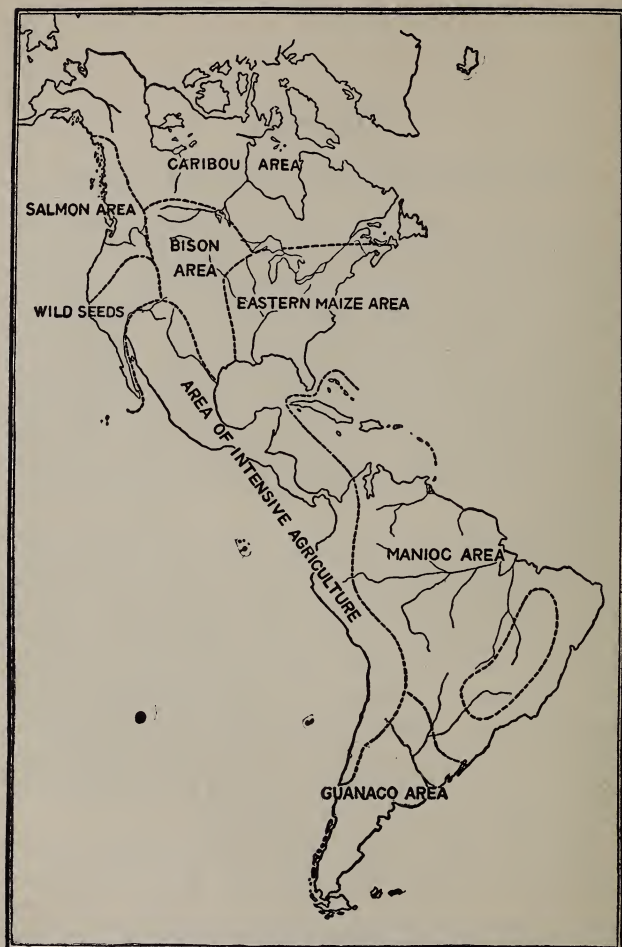 CARIBOU AREA
SALMON AREA
BISON
AREA
WILD SEEDS
EASTERN MAIZE AREA
AREA OF INTENSIVE AGRICULTURE
MANIOC AREA
GUANACO AREA